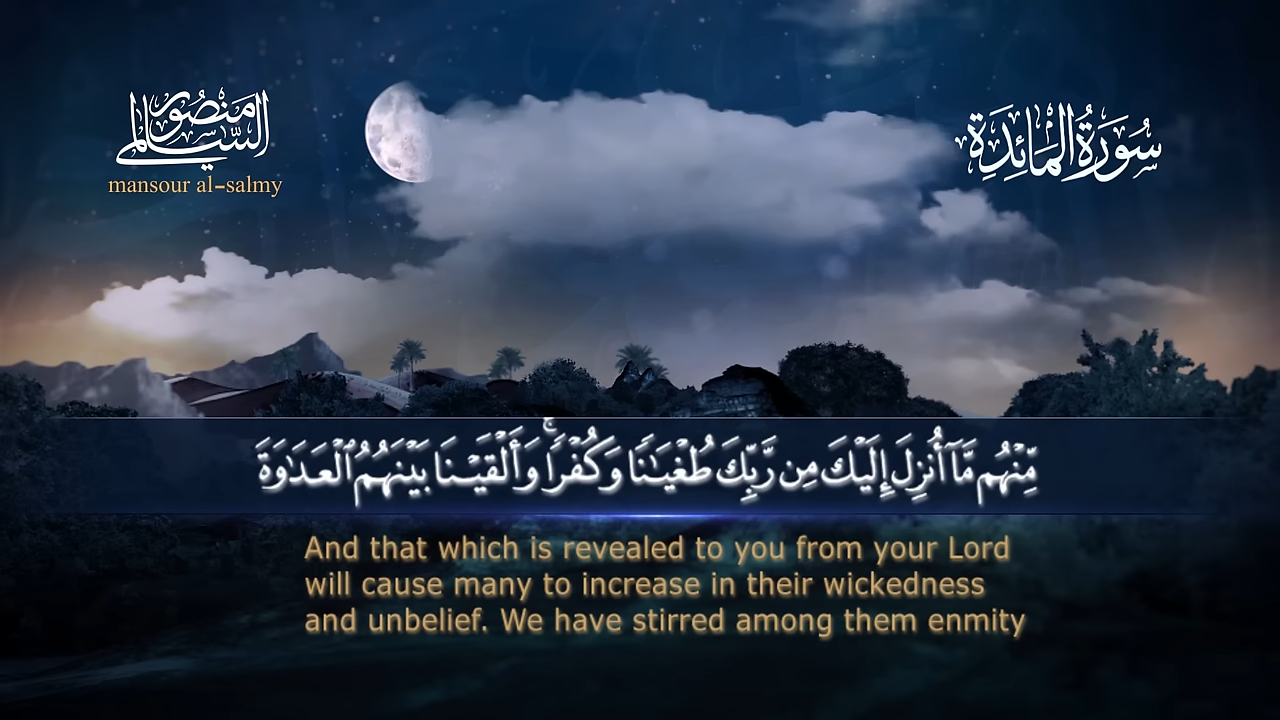 منصور
السالمي
mansour al-salmy
سُورَةُ المَائِدَةِ
مِّنْهُم مَّآ أُنزِلَ إِلَيْكَ مِن رَّبِّكَ طُغْيَـٰنًا وَكُفْرًا ۚ وَأَلْقَيْنَا بَيْنَهُمُ ٱلْعَدَٰوَةَ
And that which is revealed to you from your Lord
will cause many to increase in their wickedness
and unbelief. We have stirred among them enmity